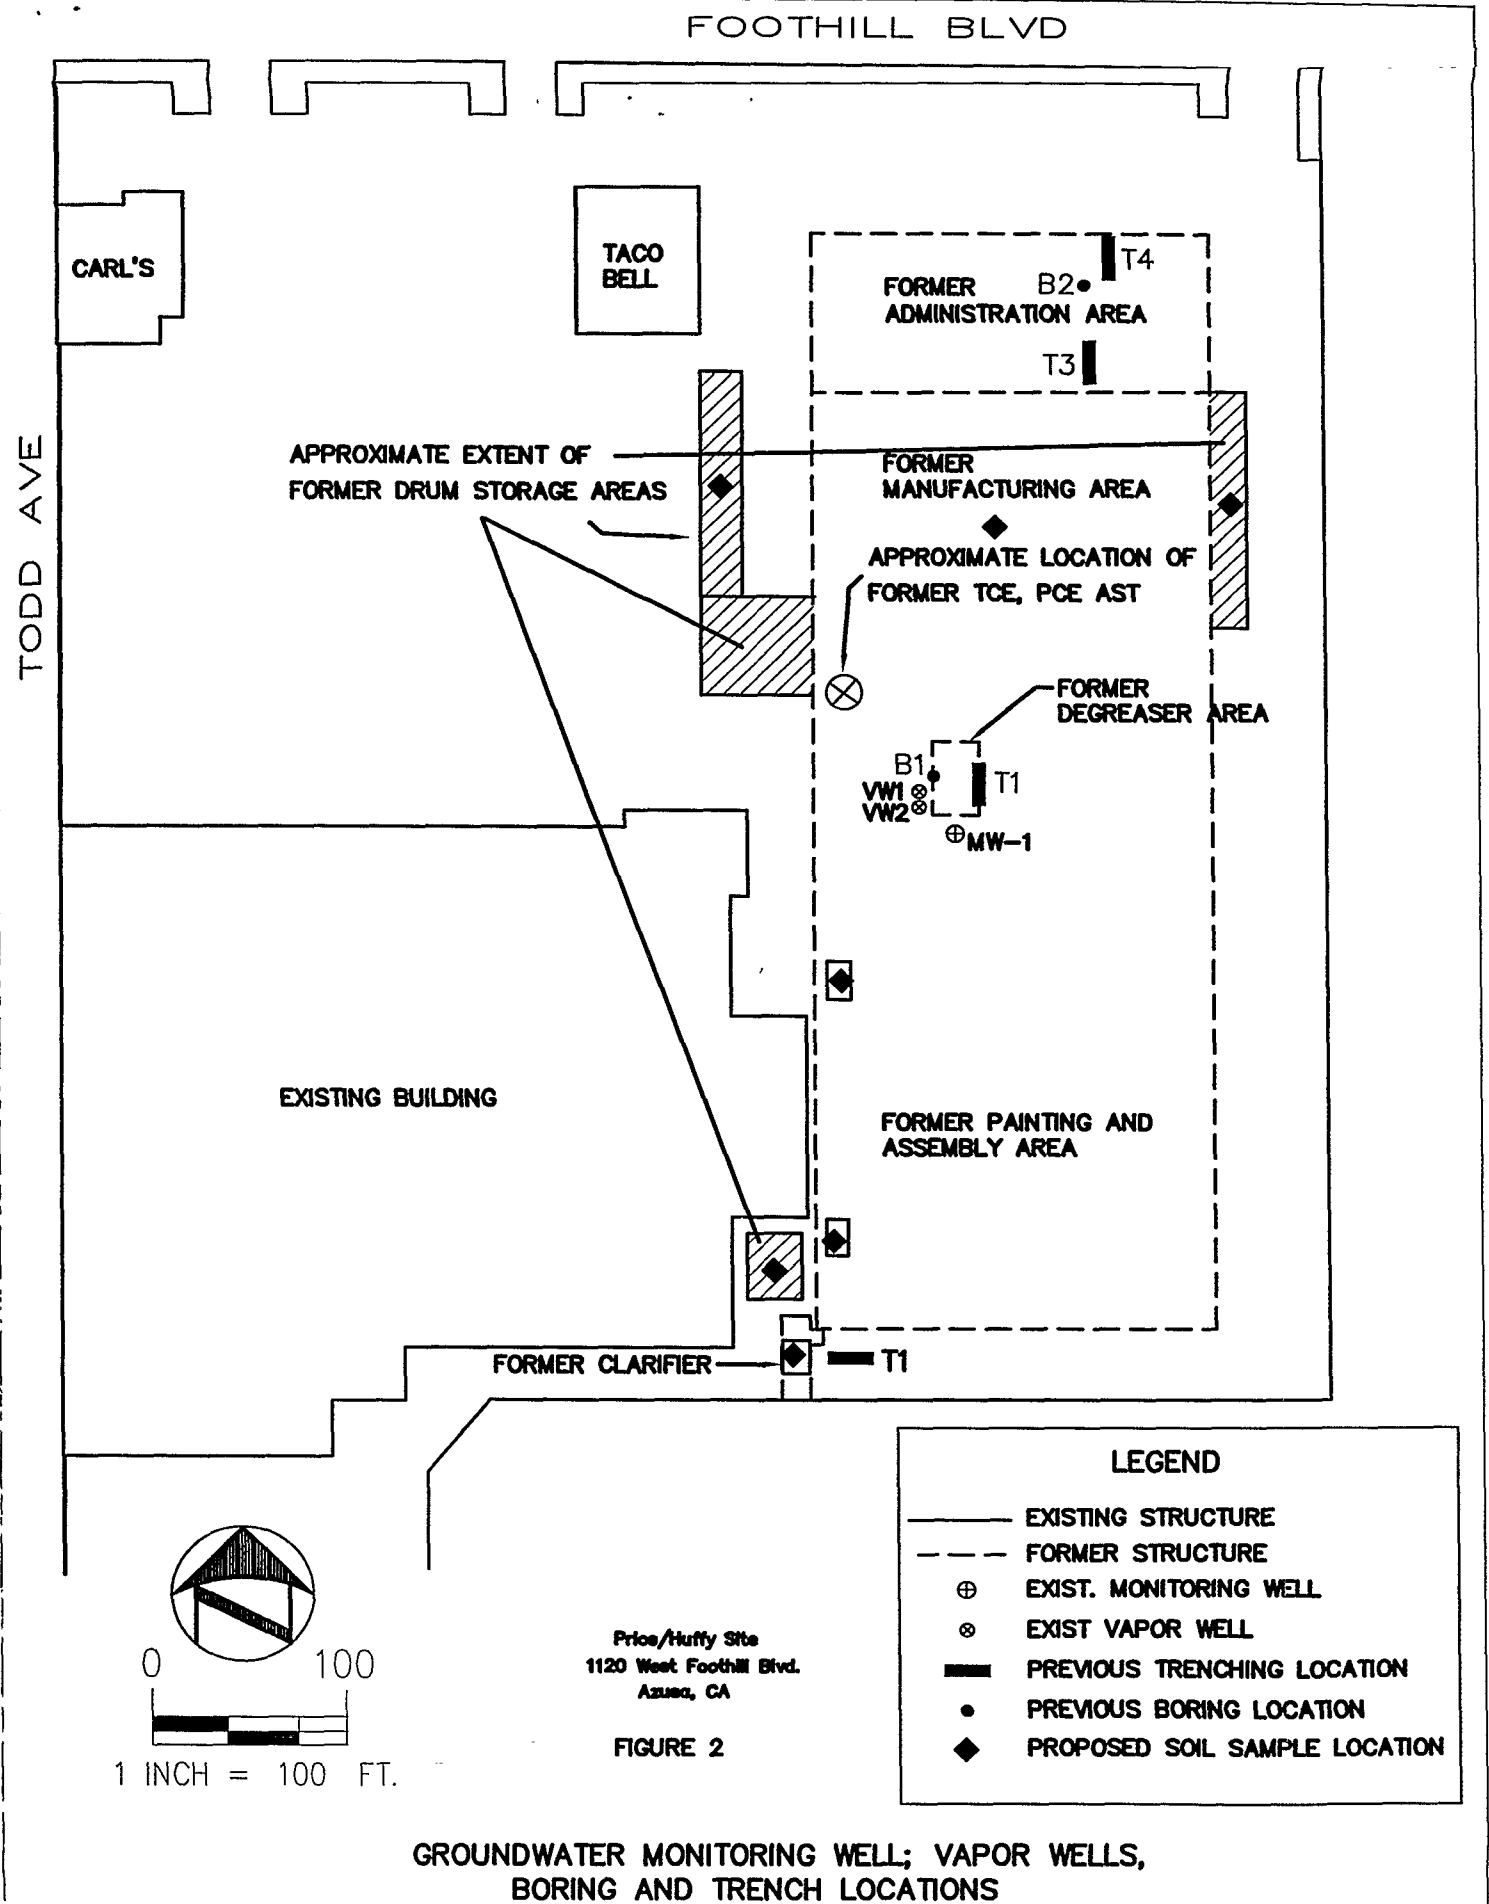 FOOTHILL BLVD
TODD AVE
CARL'S
TACO
BELL
T4
B2
FORMER
ADMINISTRATION AREA
T3
APPROXIMATE EXTENT OF
FORMER DRUM STORAGE AREAS
FORMER
MANUFACTURING AREA
APPROXIMATE LOCATION OF
FORMER TCE, PCE AST
FORMER
DEGREASER AREA
B1
T1
VW1
VW2
MW-1
EXISTING BUILDING
FORMER PAINTING AND
ASSEMBLY AREA
FORMER CLARIFIER
T1
LEGEND
EXISTING STRUCTURE
FORMER STRUCTURE
EXIST. MONITORING WELL
EXIST VAPOR WELL
PREVIOUS TRENCHING LOCATION
PREVIOUS BORING LOCATION
PROPOSED SOIL SAMPLE LOCATION
0 100
1 INCH = 100 FT.
Price/Huffy Site
1120 West Foothill Blvd.
Azusa, CA
FIGURE 2
GROUNDWATER MONITORING WELL; VAPOR WELLS,
BORING AND TRENCH LOCATIONS